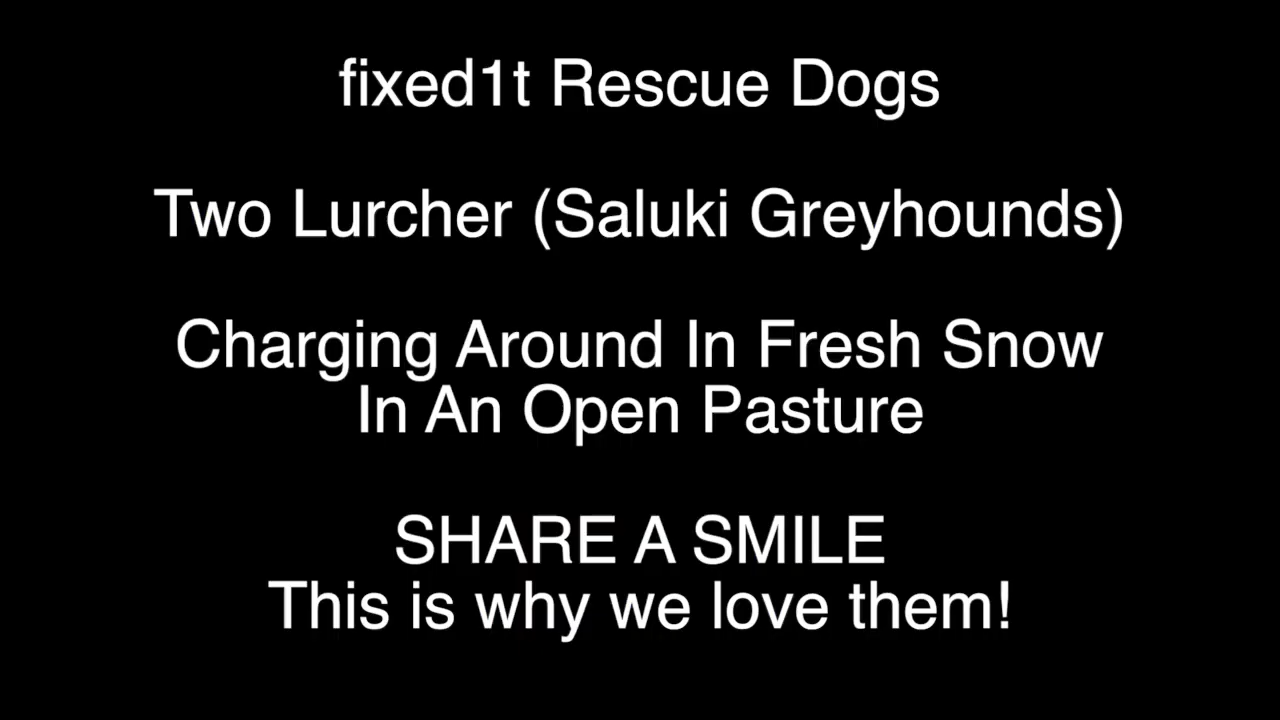 fixed1t Rescue Dogs
Two Lurcher (Saluki Greyhounds)
Charging Around In Fresh Snow
In An Open Pasture
SHARE A SMILE
This is why we love them!